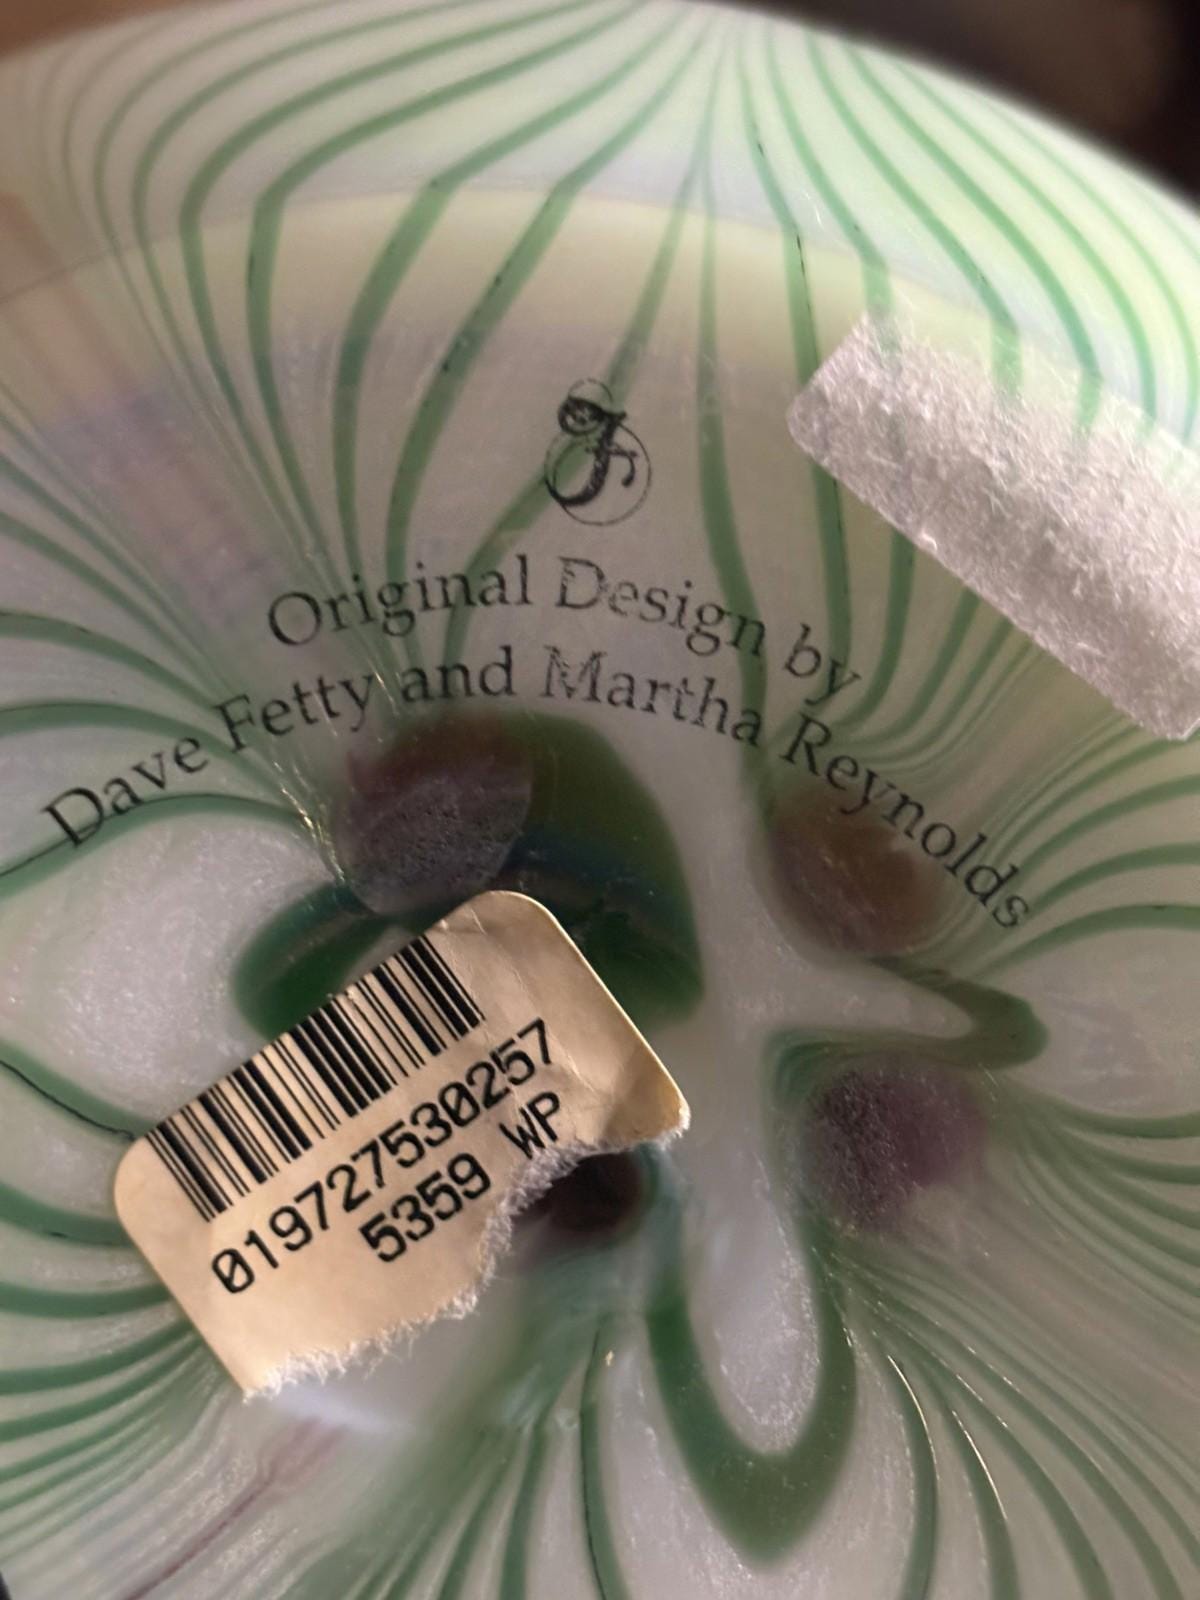 F
Original Design by
Dave Fetty and Martha Reynolds
019727530257
5359 WP